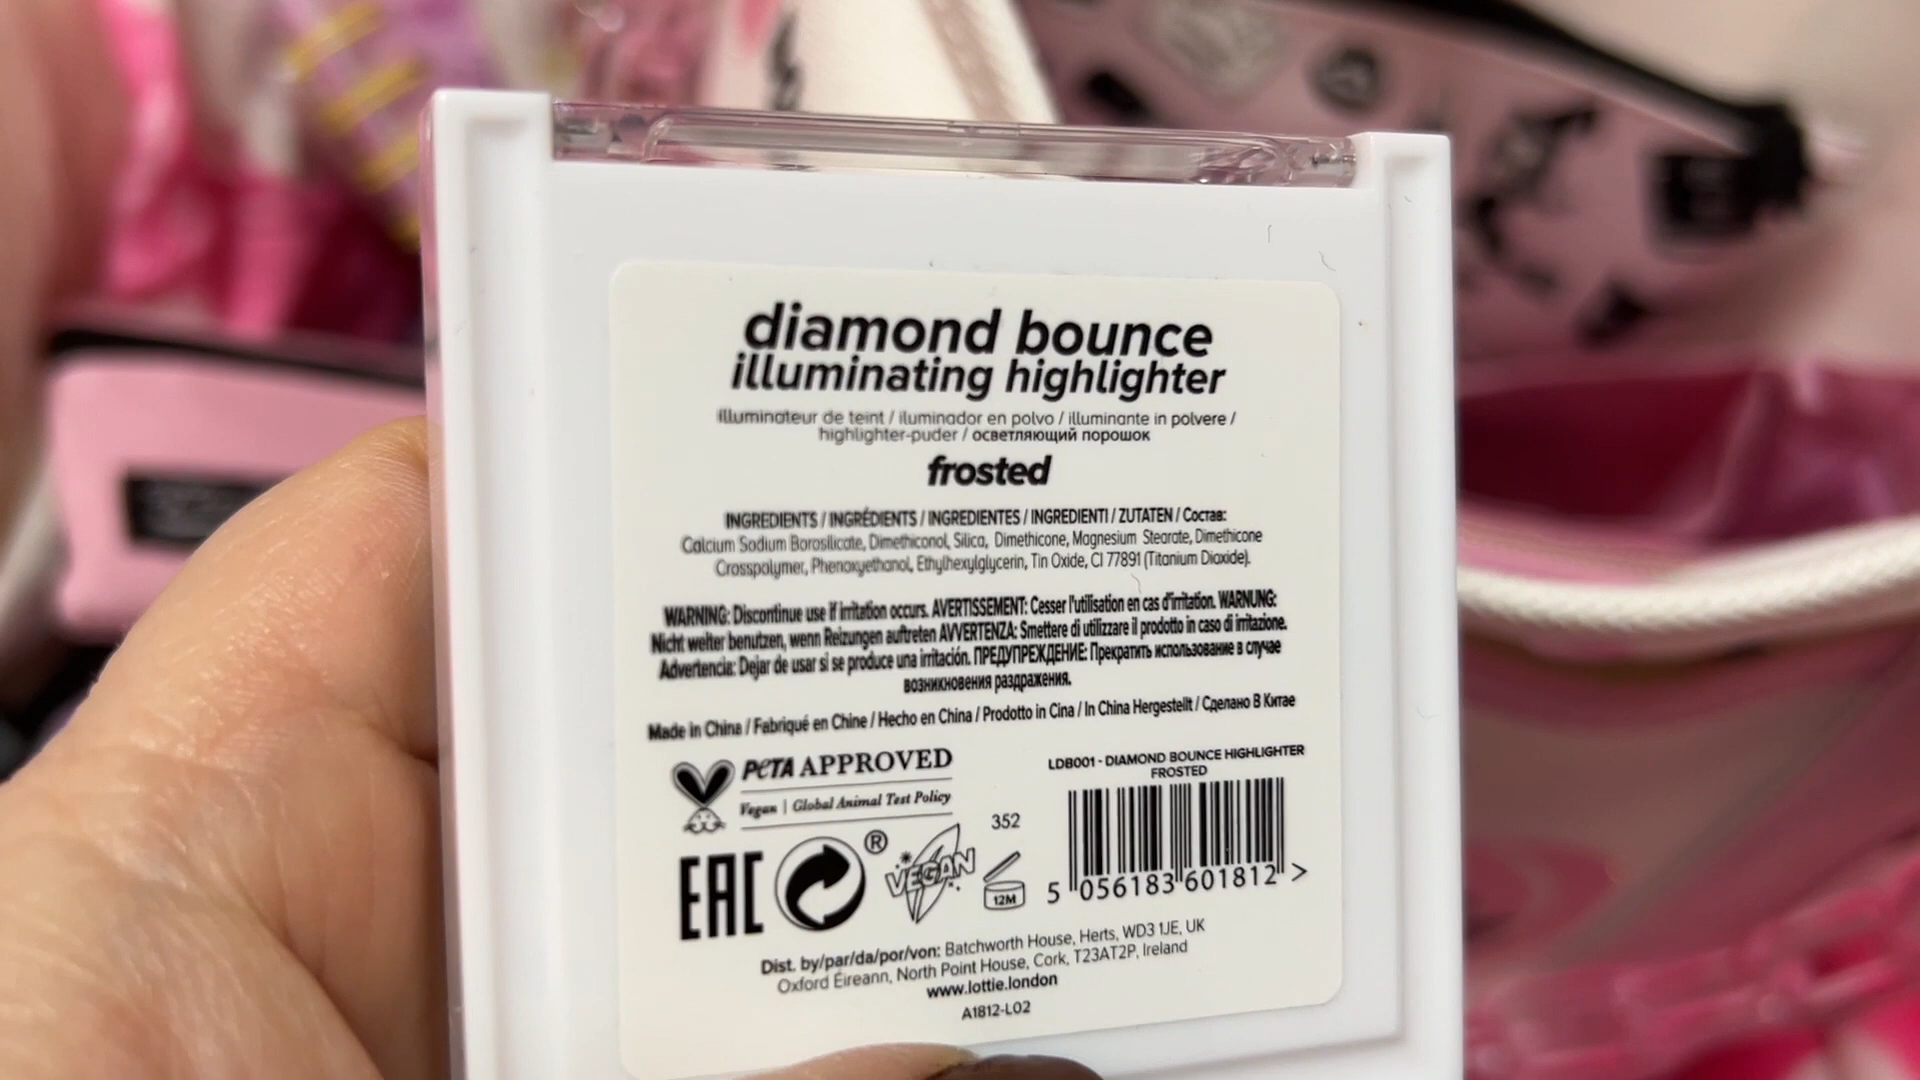 diamond bounce
illuminating highlighter
illuminateur de teint / iluminador en polvo / illuminante in polvere /
highlighter-puder / осветляющий порошок
frosted
INGREDIENTS / INGRÉDIENTS / INGREDIENTES / INGREDIENTI / ZUTATEN / Состав:
Calcium Sodium Borosilicate, Dimethiconol, Silica, Dimethicone, Magnesium Stearate, Dimethicone
Crosspolymer, Phenoxyethanol, Ethylhexylglycerin, Tin Oxide, CI 77891 (Titanium Dioxide).
WARNING: Discontinue use if irritation occurs. AVERTISSEMENT: Cesser l'utilisation en cas d'irritation. WARNUNG:
Nicht weiter benutzen, wenn Reizungen auftreten AVVERTENZA: Smettere di utilizzare il prodotto in caso di irritazione.
Advertencia: Dejar de usar si se produce una irritación. ПРЕДУПРЕЖДЕНИЕ: Прекратить использование в случае
возникновения раздражения.
Made in China / Fabriqué en Chine / Hecho en China / Prodotto in Cina / In China Hergestellt / Сделано В Китае
PETA APPROVED
Vegan | Global Animal Test Policy
LDB001 - DIAMOND BOUNCE HIGHLIGHTER
FROSTED
EAC
®
VEGAN
352
12M
5 056183 601812 >
Dist. by/par/da/por/von: Batchworth House, Herts, WD3 1JE, UK
Oxford Éireann, North Point House, Cork, T23AT2P, Ireland
www.lottie.london
A1812-L02